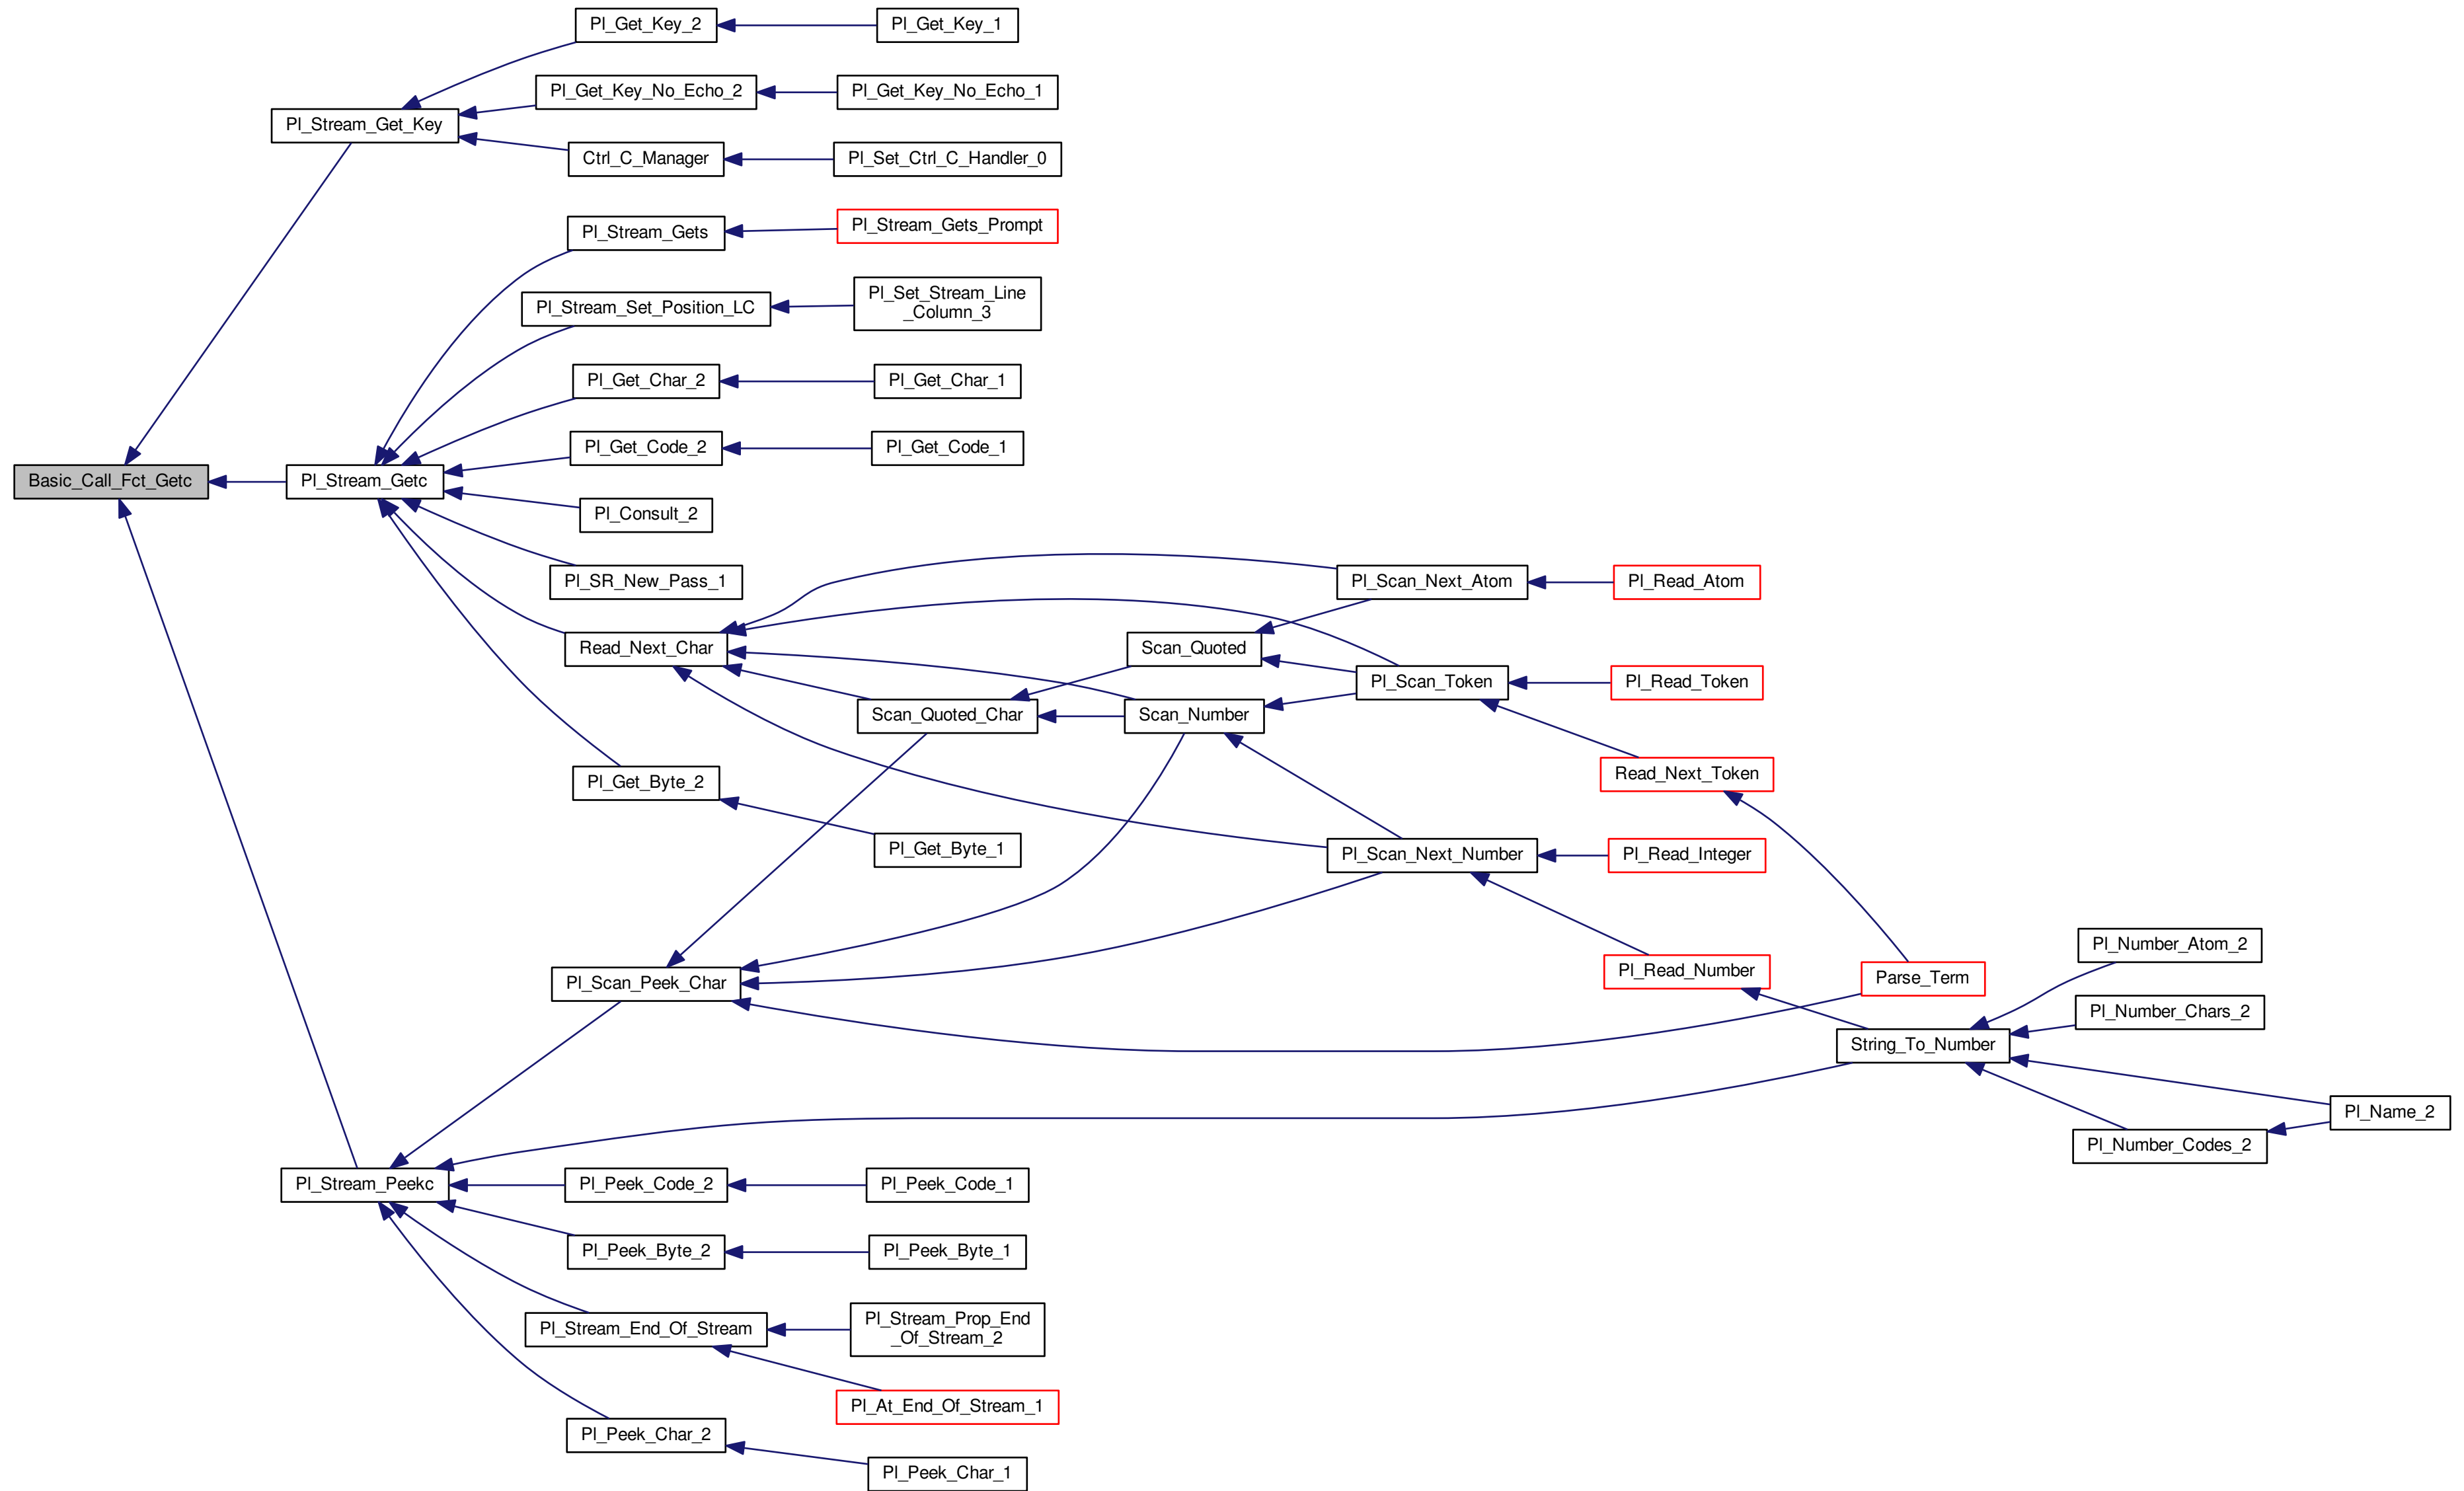 Pl_Get_Key_2
Pl_Get_Key_1
Pl_Get_Key_No_Echo_2
Pl_Get_Key_No_Echo_1
Pl_Stream_Get_Key
Ctrl_C_Manager
Pl_Set_Ctrl_C_Handler_0
Pl_Stream_Gets
Pl_Stream_Gets_Prompt
Pl_Stream_Set_Position_LC
Pl_Set_Stream_Line
_Column_3
Pl_Get_Char_2
Pl_Get_Char_1
Pl_Get_Code_2
Pl_Get_Code_1
Basic_Call_Fct_Getc
Pl_Stream_Getc
Pl_Consult_2
Pl_SR_New_Pass_1
Pl_Scan_Next_Atom
Pl_Read_Atom
Read_Next_Char
Scan_Quoted
Pl_Scan_Token
Pl_Read_Token
Scan_Quoted_Char
Scan_Number
Pl_Get_Byte_2
Read_Next_Token
Pl_Get_Byte_1
Pl_Scan_Next_Number
Pl_Read_Integer
Pl_Number_Atom_2
Pl_Scan_Peek_Char
Pl_Read_Number
Parse_Term
Pl_Number_Chars_2
String_To_Number
Pl_Name_2
Pl_Number_Codes_2
Pl_Stream_Peekc
Pl_Peek_Code_2
Pl_Peek_Code_1
Pl_Peek_Byte_2
Pl_Peek_Byte_1
Pl_Stream_End_Of_Stream
Pl_Stream_Prop_End
_Of_Stream_2
Pl_At_End_Of_Stream_1
Pl_Peek_Char_2
Pl_Peek_Char_1